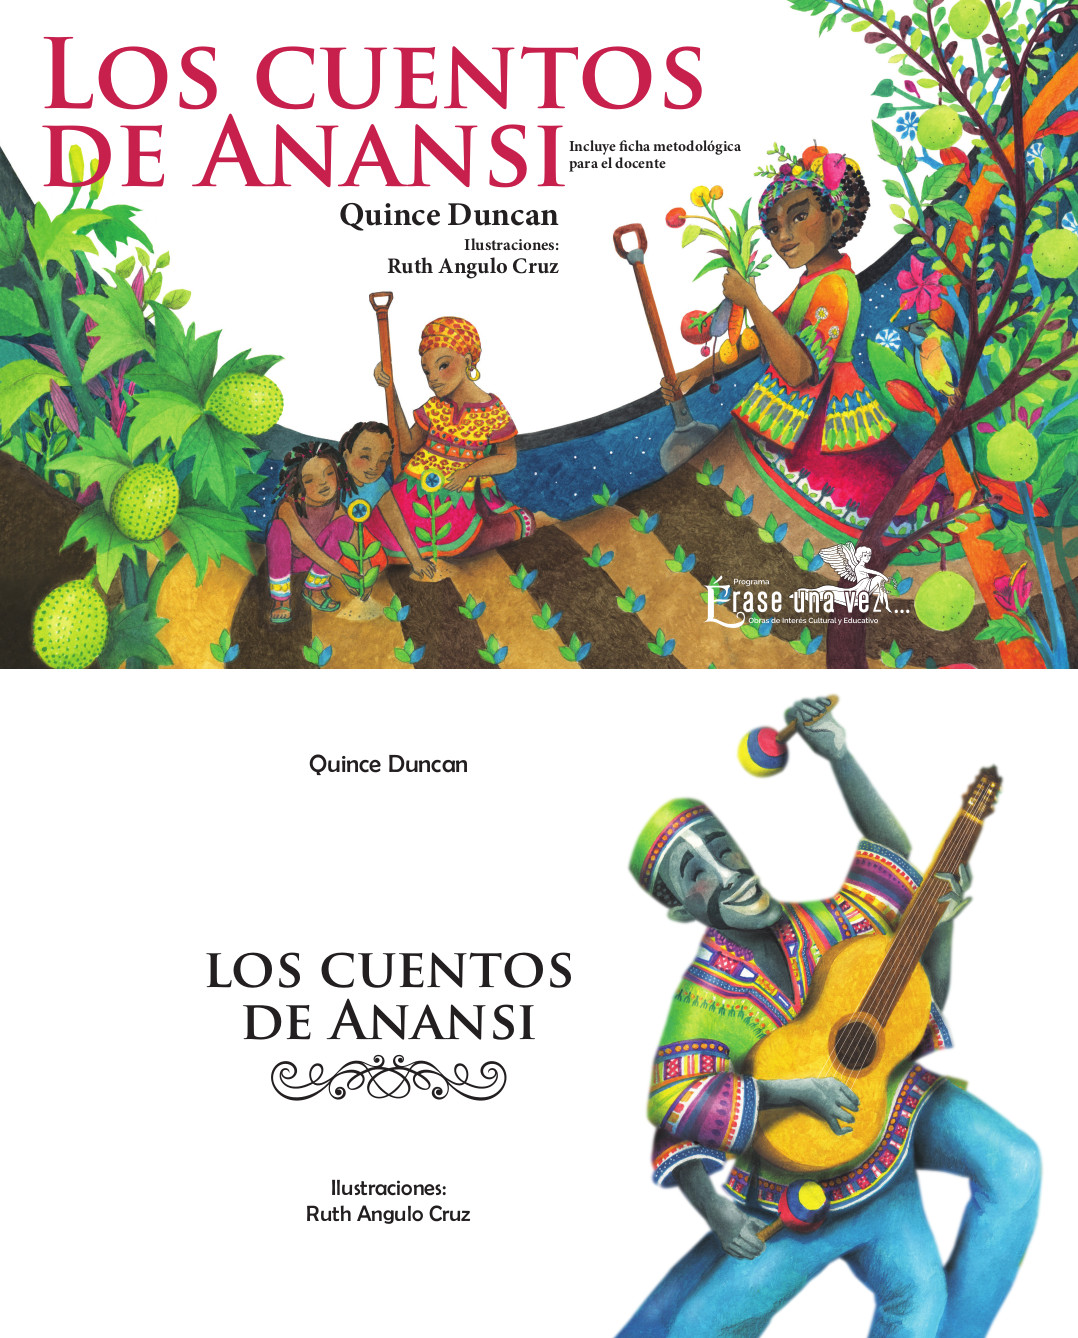 LOS CUENTOS
DE ANANSI
Incluye ficha metodológica
para el docente
Quince Duncan
Ilustraciones:
Ruth Angulo Cruz
Programa
Érase una vez...
Obras de Interés Cultural y Educativo
Quince Duncan
LOS CUENTOS
DE ANANSI
Ilustraciones:
Ruth Angulo Cruz